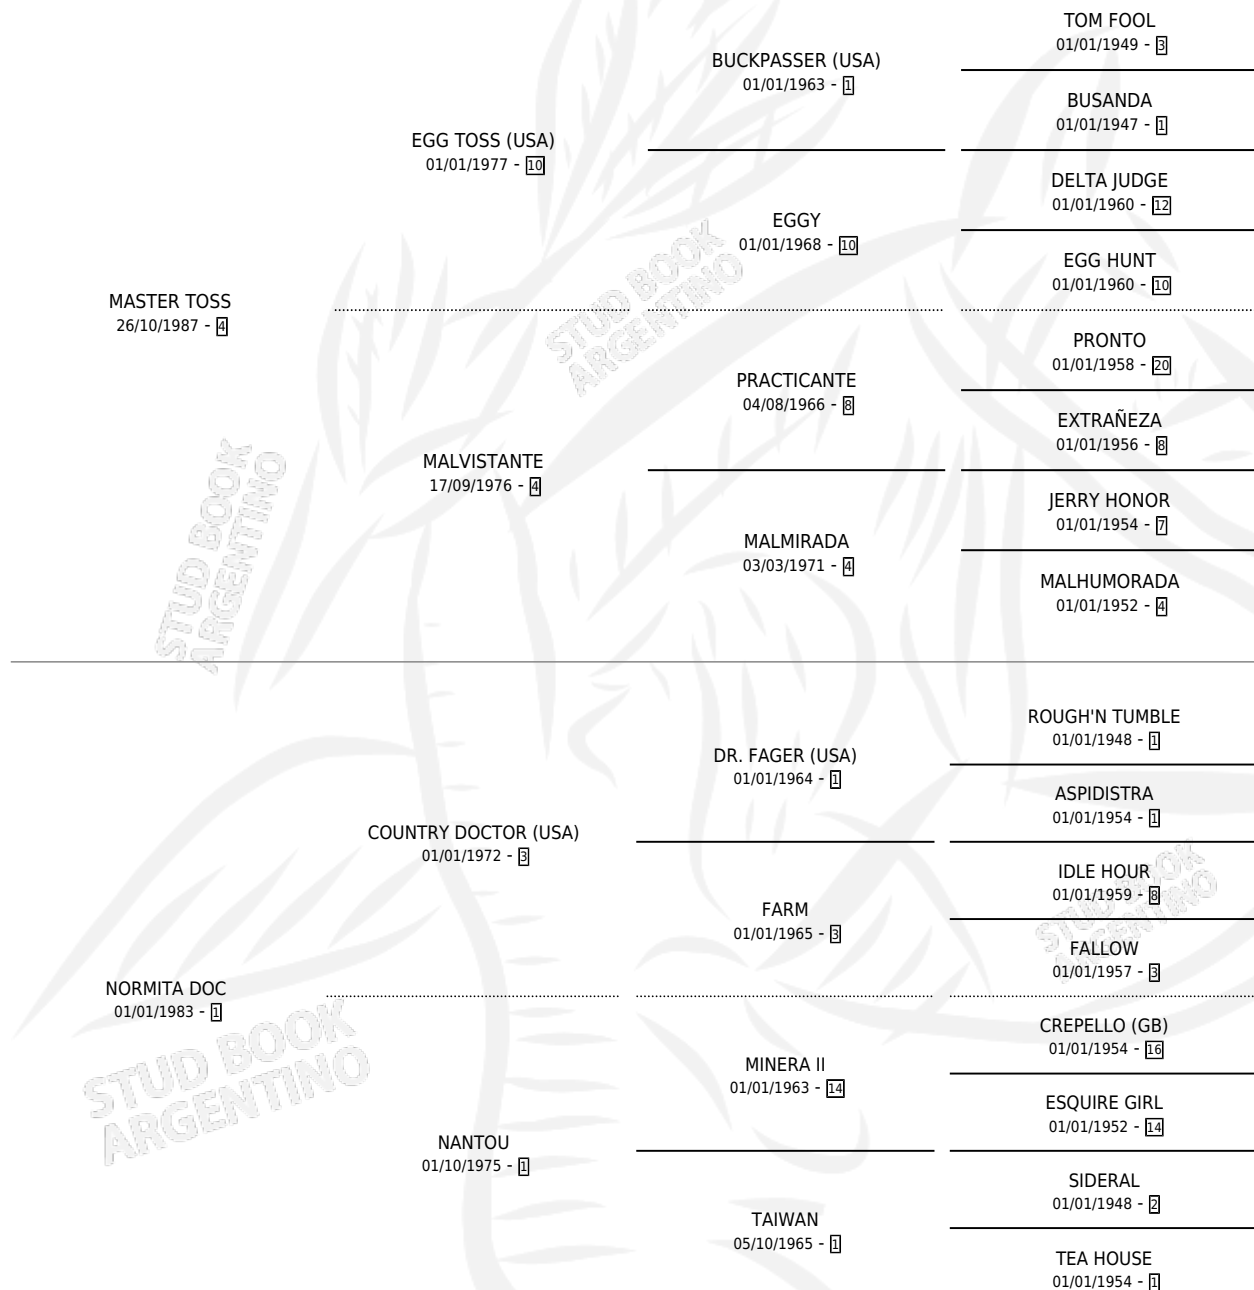 TOM FOOL
01/01/1949 - 3
BUCKPASSER (USA)
01/01/1963 - 1
BUSANDA
01/01/1947 - 1
EGG TOSS (USA)
01/01/1977 - 10
DELTA JUDGE
01/01/1960 - 12
EGGY
01/01/1968 - 10
EGG HUNT
01/01/1960 - 10
MASTER TOSS
26/10/1987 - 4
STUD BOOK
ARGENTINO
PRONTO
01/01/1958 - 20
PRACTICANTE
04/08/1966 - 8
EXTRAÑEZA
01/01/1956 - 8
MALVISTANTE
17/09/1976 - 4
JERRY HONOR
01/01/1954 - 7
MALMIRADA
03/03/1971 - 4
MALHUMORADA
01/01/1952 - 4
STUD BOOK
ARGENTINO
ROUGH'N TUMBLE
01/01/1948 - 1
DR. FAGER (USA)
01/01/1964 - 1
ASPIDISTRA
01/01/1954 - 1
COUNTRY DOCTOR (USA)
01/01/1972 - 3
IDLE HOUR
01/01/1959 - 8
FARM
01/01/1965 - 3
FALLOW
01/01/1957 - 3
STUD BOOK
ARGENTINO
NORMITA DOC
01/01/1983 - 1
STUD BOOK
ARGENTINO
CREPELLO (GB)
01/01/1954 - 16
MINERA II
01/01/1963 - 14
ESQUIRE GIRL
01/01/1952 - 14
NANTOU
01/10/1975 - 1
SIDERAL
01/01/1948 - 2
TAIWAN
05/10/1965 - 1
TEA HOUSE
01/01/1954 - 1